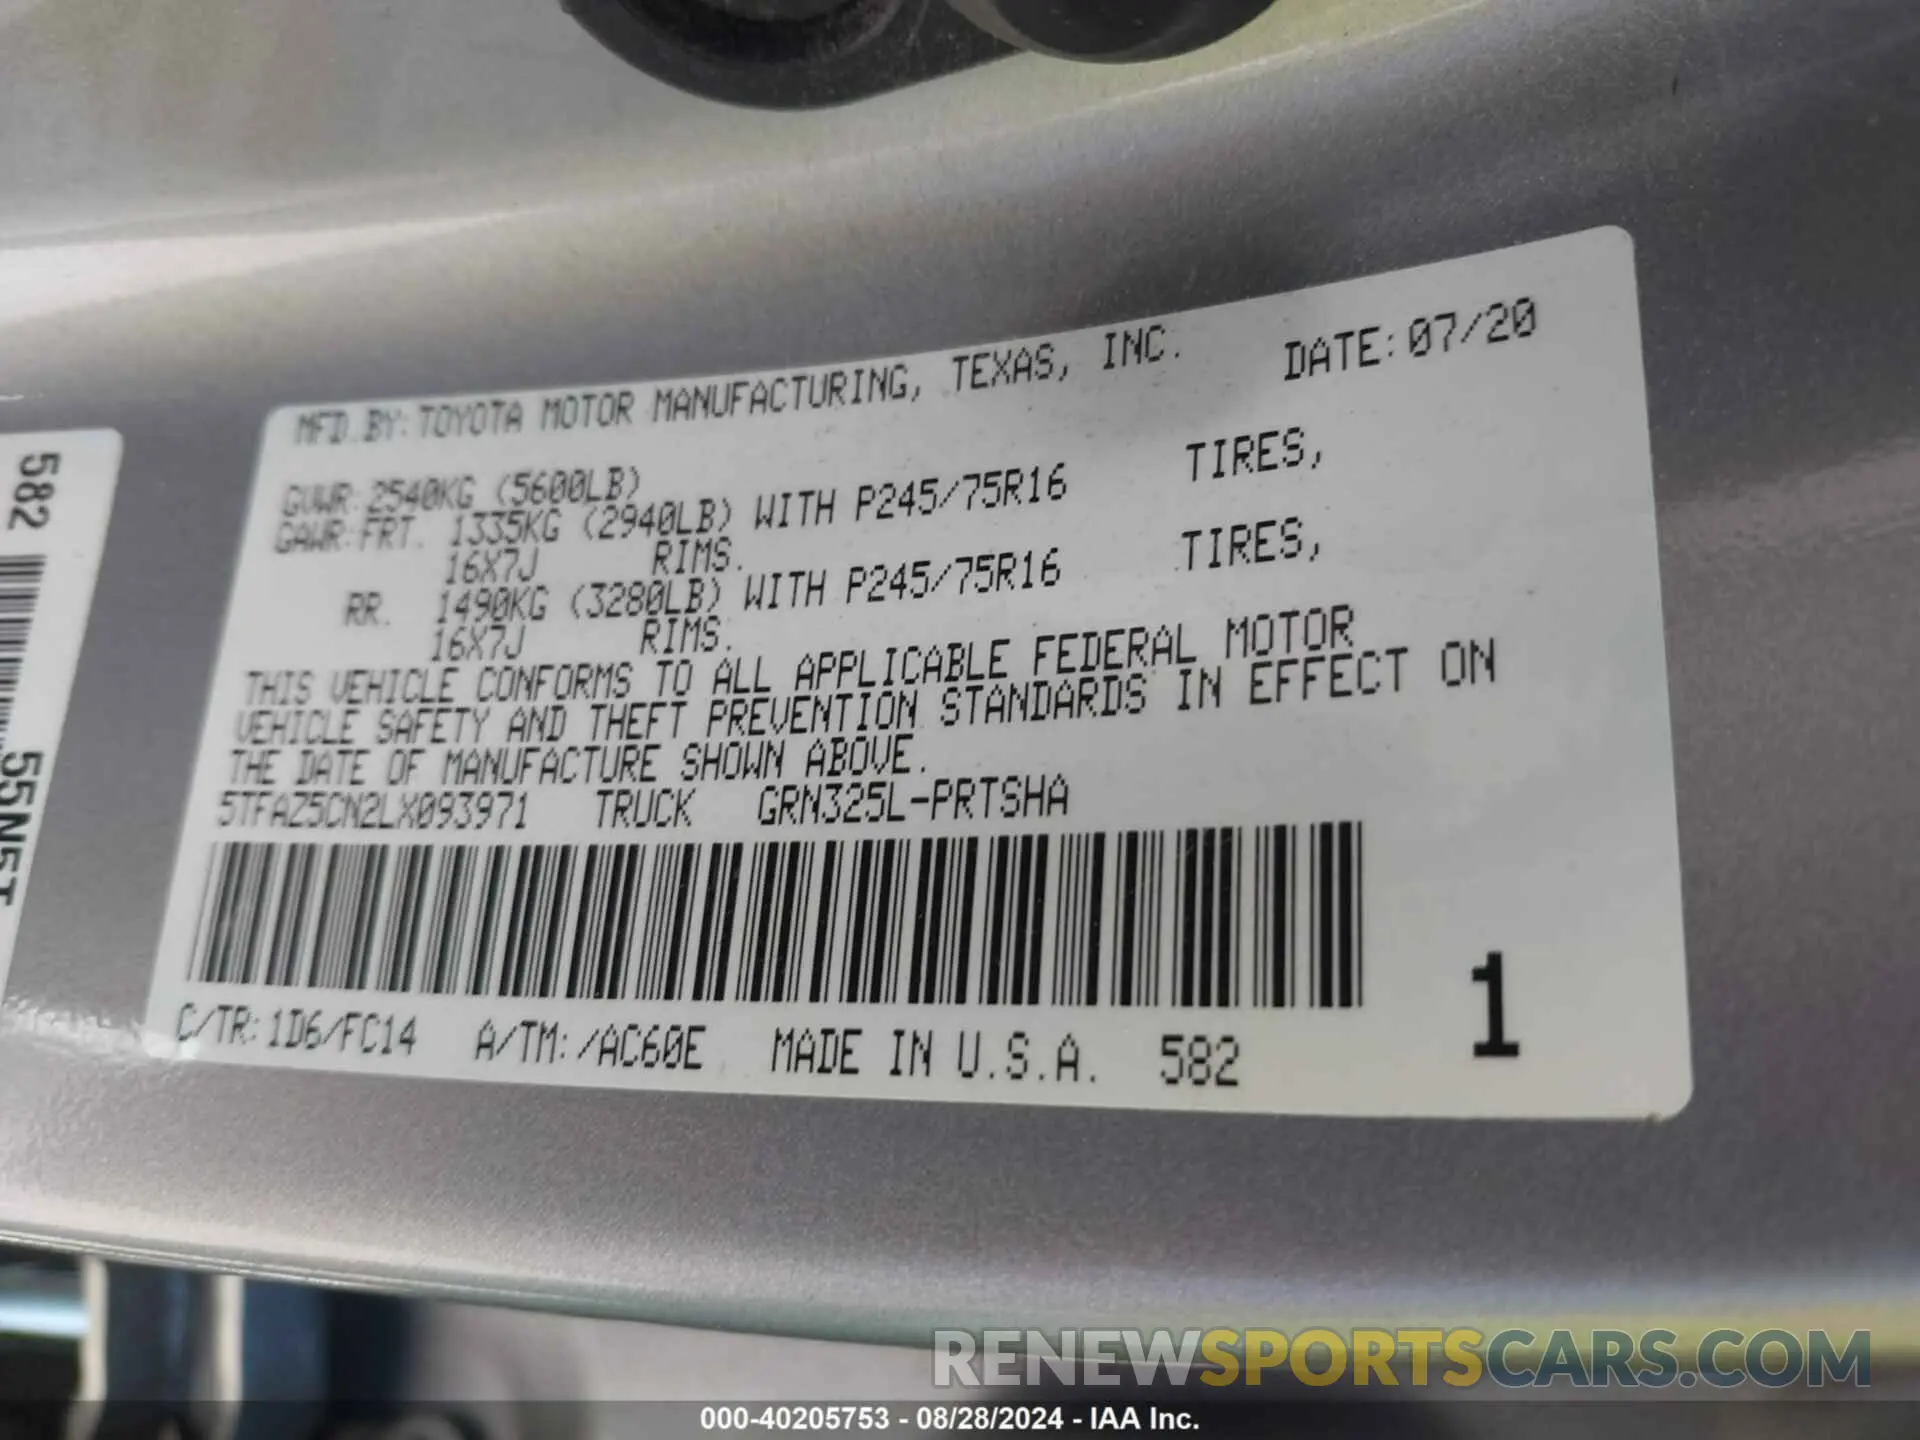 MFD. BY: TOYOTA MOTOR MANUFACTURING, TEXAS, INC. DATE: 07/20
GVWR: 2540KG (5600LB)
GAWR: FRT. 1335KG (2940LB) WITH P245/75R16 TIRES,
16X7J RIMS.
RR. 1490KG (3280LB) WITH P245/75R16 TIRES,
16X7J RIMS.
THIS VEHICLE CONFORMS TO ALL APPLICABLE FEDERAL MOTOR
VEHICLE SAFETY AND THEFT PREVENTION STANDARDS IN EFFECT ON
THE DATE OF MANUFACTURE SHOWN ABOVE.
5TFAZ5CN2LX093971 TRUCK GRN325L-PRTSHA
C/TR: 1D6/FC14 A/TM: /AC60E MADE IN U.S.A. 582
1
582
55N5T
RENEWSPORTSCARS.COM
000-40205753 - 08/28/2024 - IAA Inc.